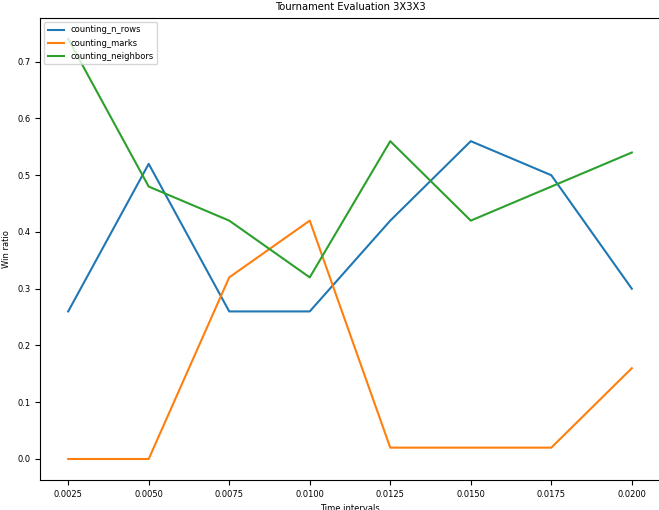 Tournament Evaluation 3X3X3
counting_n_rows
counting_marks
counting_neighbors
Win ratio
0.7
0.6
0.5
0.4
0.3
0.2
0.1
0.0
0.0025 0.0050 0.0075 0.0100 0.0125 0.0150 0.0175 0.0200
Time intervals